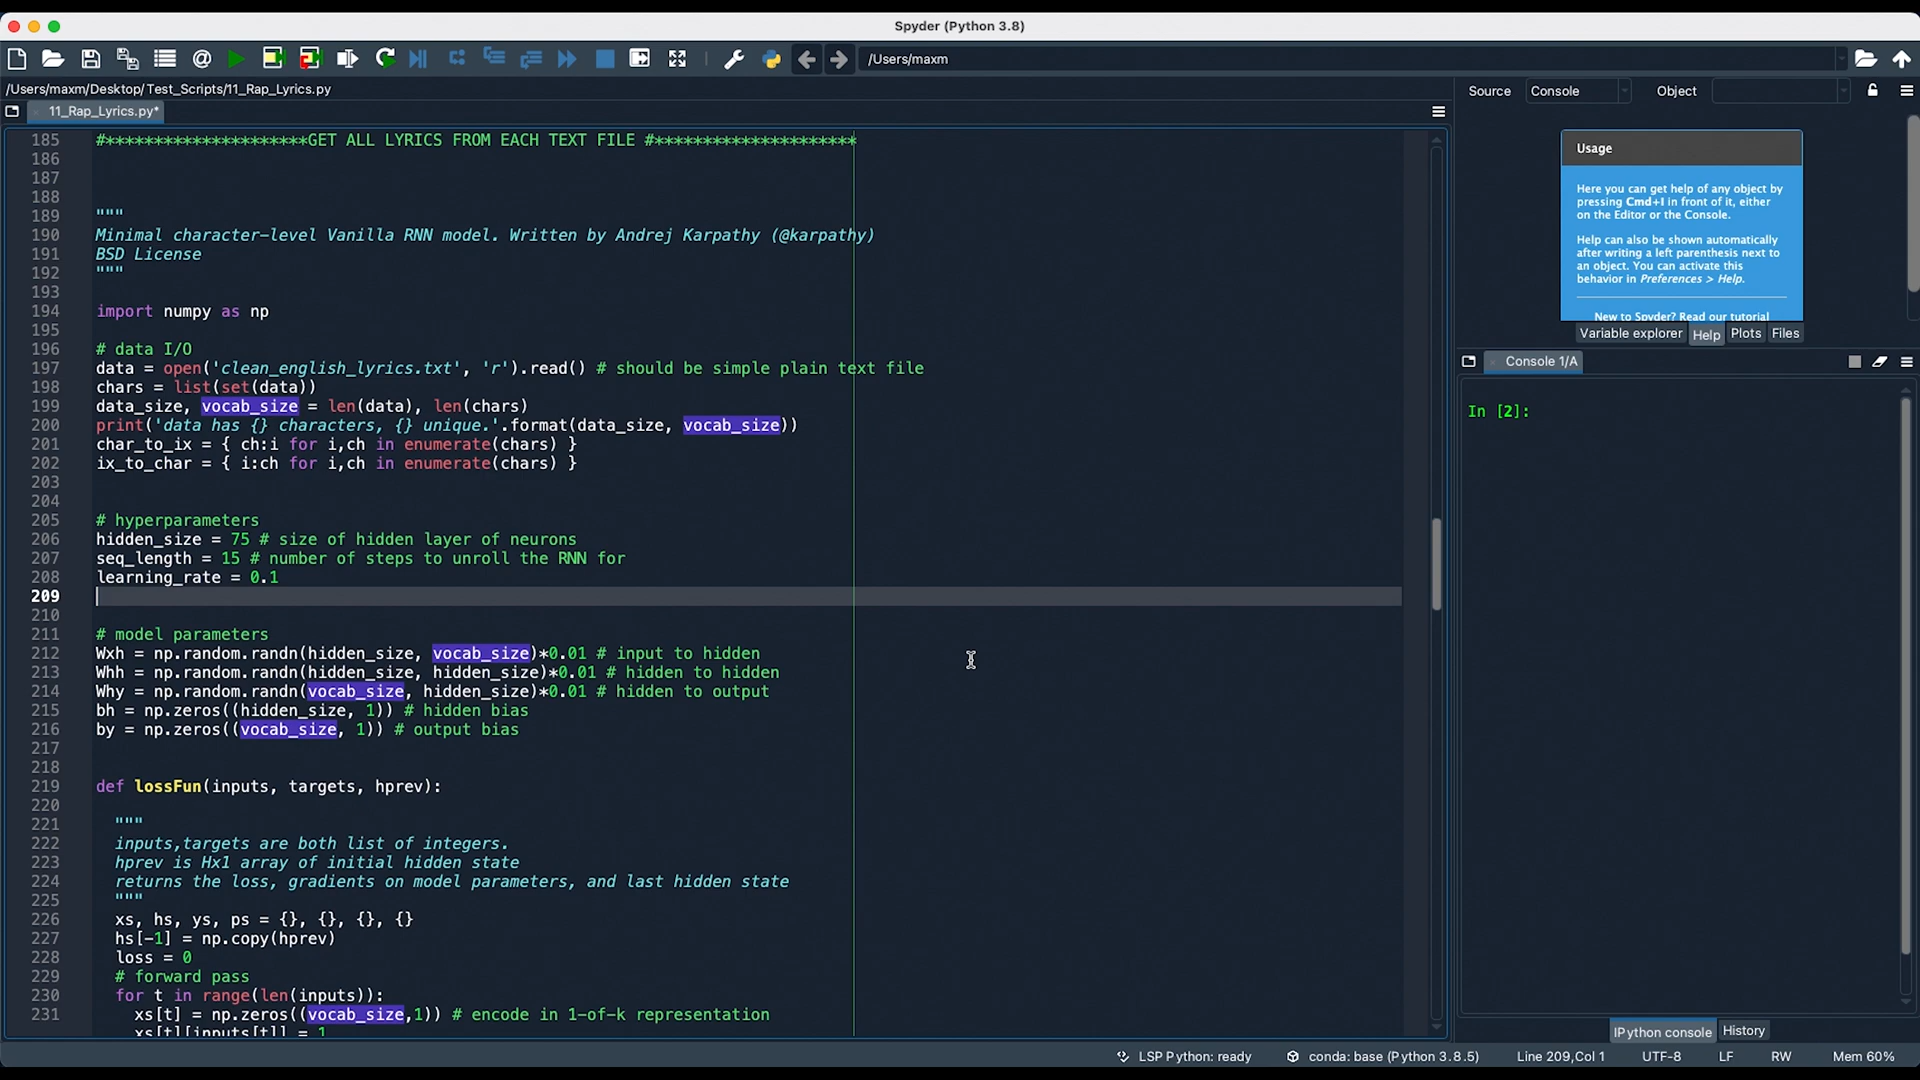 Spyder (Python 3.8)
/Users/maxm
/Users/maxm/Desktop/Test_Scripts/11_Rap_Lyrics.py
11_Rap_Lyrics.py*
185 #*********************GET ALL LYRICS FROM EACH TEXT FILE #*********************
186
187
188
189 """
190 Minimal character-level Vanilla RNN model. Written by Andrej Karpathy (@karpathy)
191 BSD License
192 """
193
194 import numpy as np
195
196 # data I/O
197 data = open('clean_english_lyrics.txt', 'r').read() # should be simple plain text file
198 chars = list(set(data))
199 data_size, vocab_size = len(data), len(chars)
200 print('data has {} characters, {} unique.'.format(data_size, vocab_size))
201 char_to_ix = { ch:i for i,ch in enumerate(chars) }
202 ix_to_char = { i:ch for i,ch in enumerate(chars) }
203
204
205 # hyperparameters
206 hidden_size = 75 # size of hidden layer of neurons
207 seq_length = 15 # number of steps to unroll the RNN for
208 learning_rate = 0.1
209
210
211 # model parameters
212 Wxh = np.random.randn(hidden_size, vocab_size)*0.01 # input to hidden
213 Whh = np.random.randn(hidden_size, hidden_size)*0.01 # hidden to hidden
214 Why = np.random.randn(vocab_size, hidden_size)*0.01 # hidden to output
215 bh = np.zeros((hidden_size, 1)) # hidden bias
216 by = np.zeros((vocab_size, 1)) # output bias
217
218
219 def lossFun(inputs, targets, hprev):
220
221 """
222 inputs,targets are both list of integers.
223 hprev is Hx1 array of initial hidden state
224 returns the loss, gradients on model parameters, and last hidden state
225 """
226 xs, hs, ys, ps = {}, {}, {}, {}
227 hs[-1] = np.copy(hprev)
228 loss = 0
229 # forward pass
230 for t in range(len(inputs)):
231 xs[t] = np.zeros((vocab_size,1)) # encode in 1-of-k representation
xs[t][inputs[t]] = 1
Source Console Object
Usage
Here you can get help of any object by
pressing Cmd+I in front of it, either
on the Editor or the Console.
Help can also be shown automatically
after writing a left parenthesis next to
an object. You can activate this
behavior in Preferences > Help.
New to Spyder? Read our tutorial
Variable explorer Help Plots Files
Console 1/A
In [2]:
IPython console History
LSP Python: ready conda: base (Python 3.8.5) Line 209,Col 1 UTF-8 LF RW Mem 60%